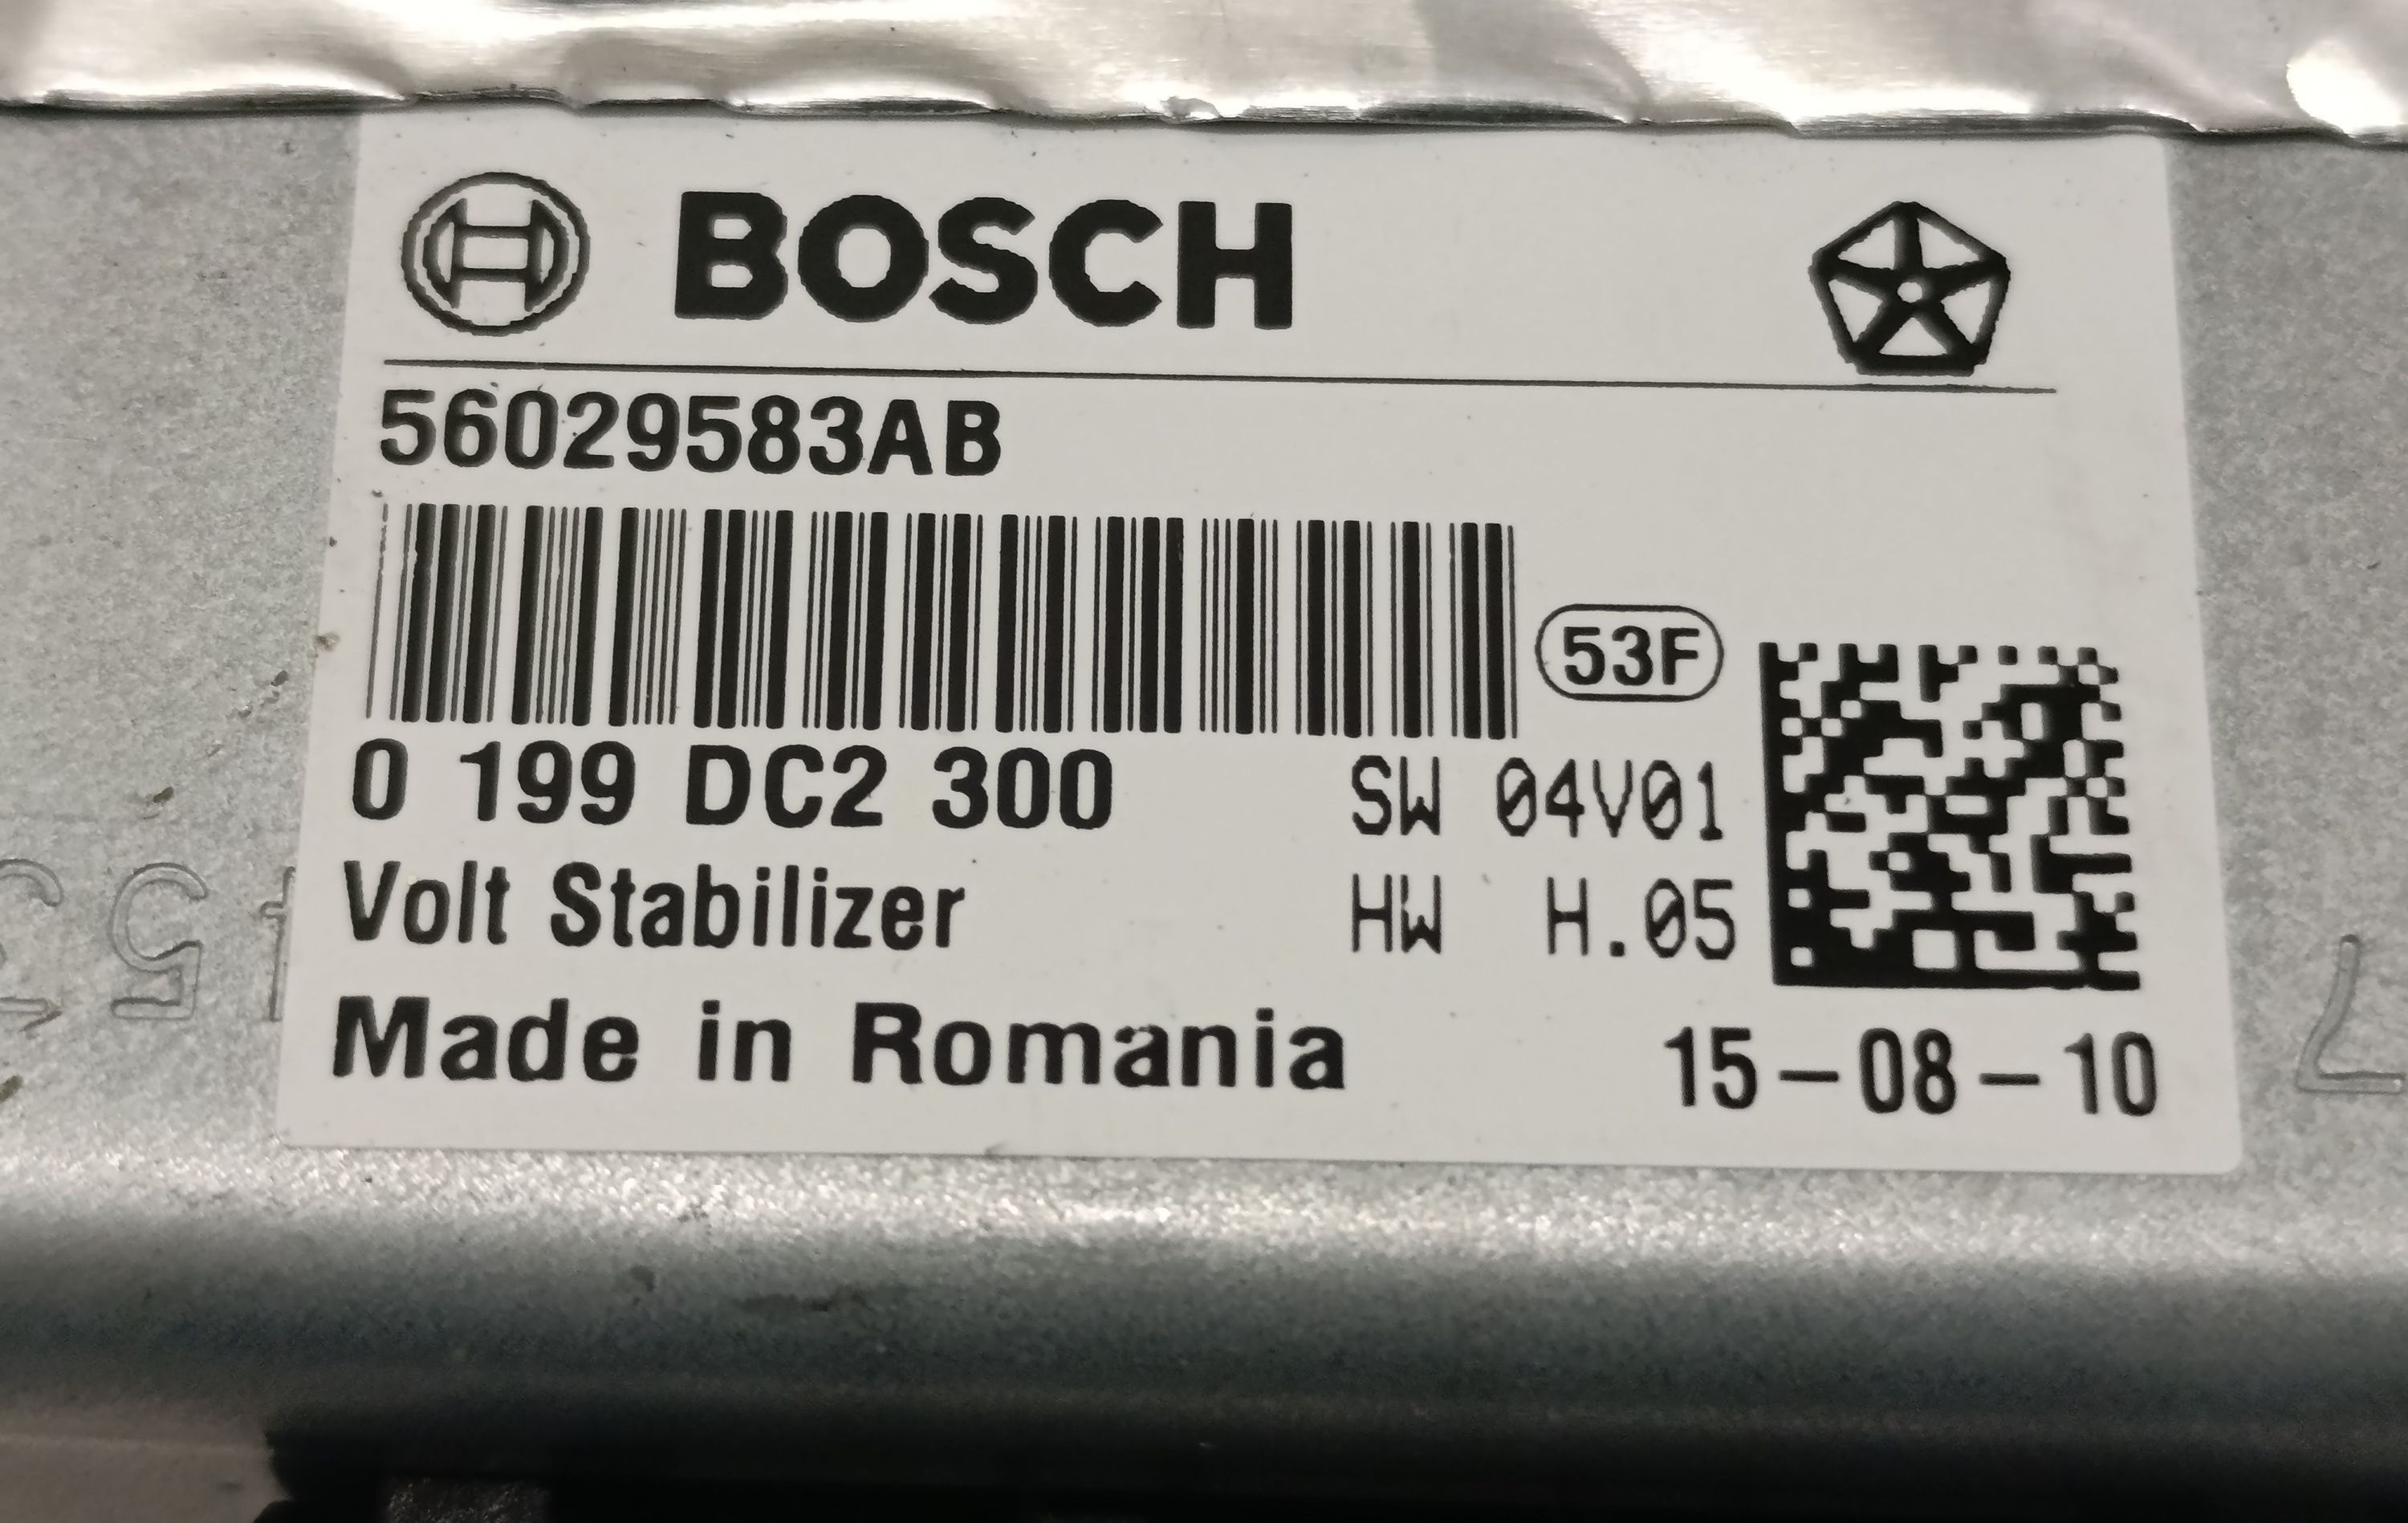 BOSCH
56029583AB
53F
0 199 DC2 300 SW 04V01
Volt Stabilizer HW H.05
Made in Romania 15-08-10